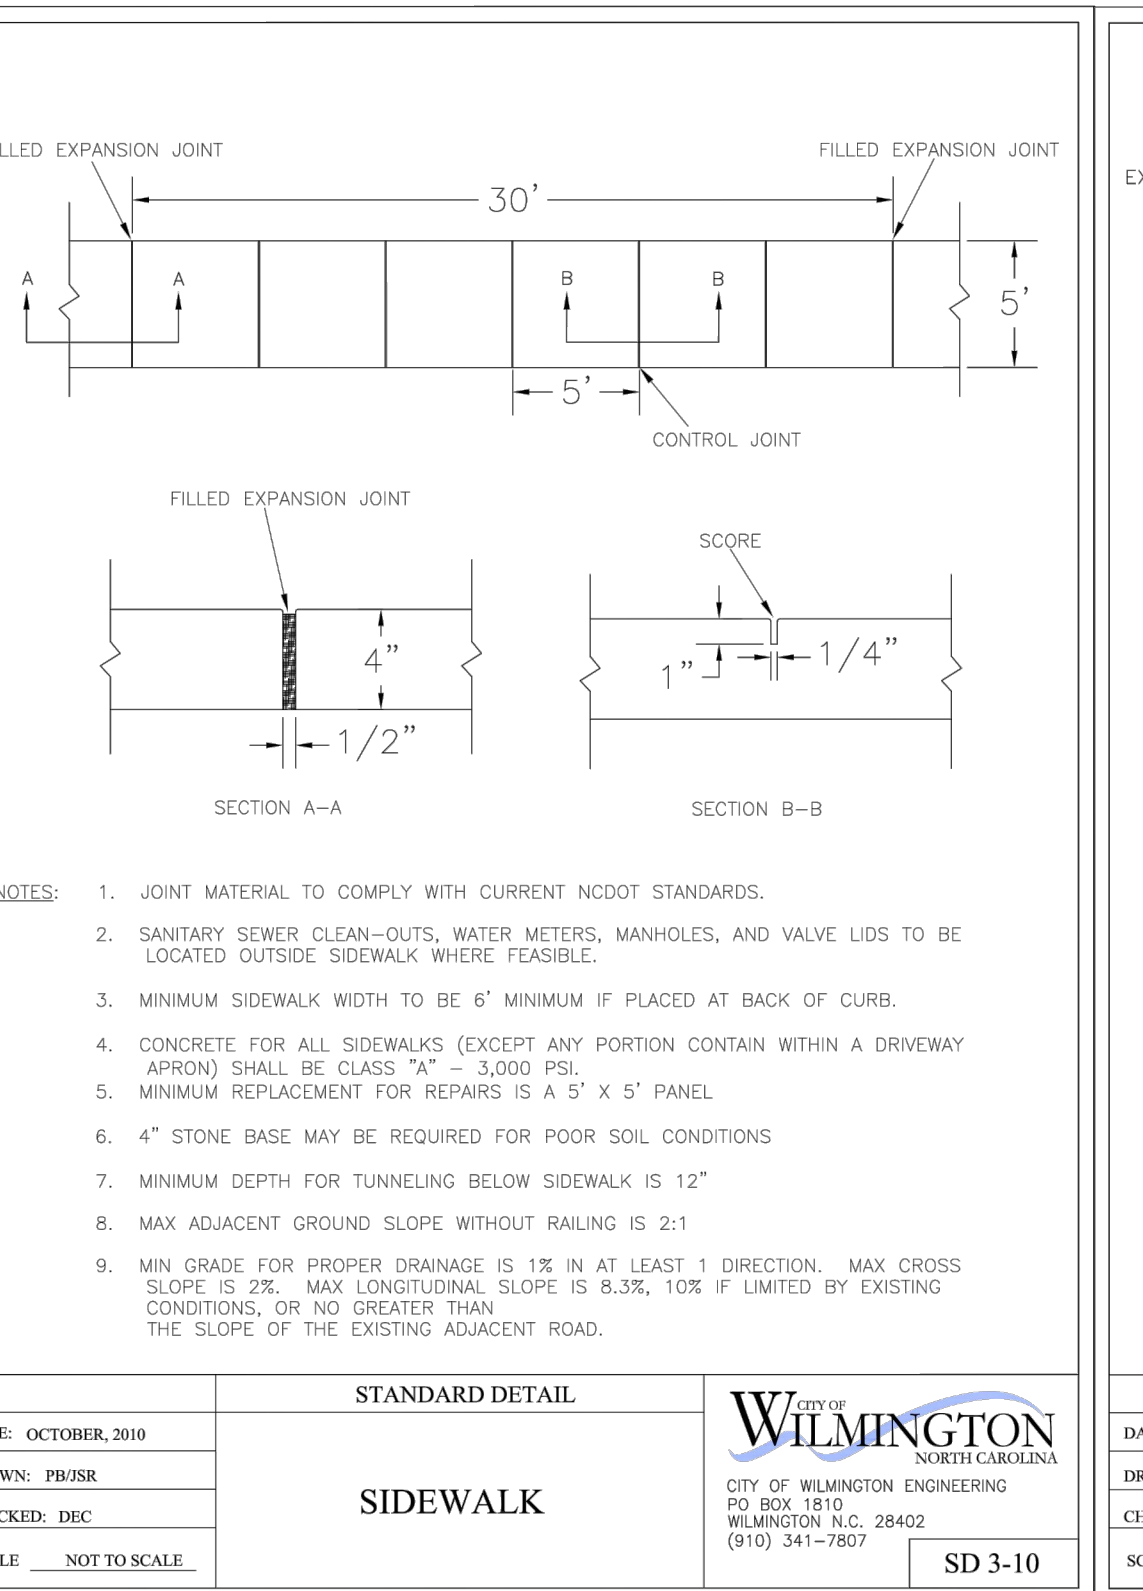 LLED EXPANSION JOINT
FILLED EXPANSION JOINT
30'
A
A
B
B
5'
5'
CONTROL JOINT
FILLED EXPANSION JOINT
SCORE
4"
1"
1/4"
1/2"
SECTION A-A
SECTION B-B
NOTES:
1. JOINT MATERIAL TO COMPLY WITH CURRENT NCDOT STANDARDS.
2. SANITARY SEWER CLEAN-OUTS, WATER METERS, MANHOLES, AND VALVE LIDS TO BE
LOCATED OUTSIDE SIDEWALK WHERE FEASIBLE.
3. MINIMUM SIDEWALK WIDTH TO BE 6' MINIMUM IF PLACED AT BACK OF CURB.
4. CONCRETE FOR ALL SIDEWALKS (EXCEPT ANY PORTION CONTAIN WITHIN A DRIVEWAY
APRON) SHALL BE CLASS "A" - 3,000 PSI.
5. MINIMUM REPLACEMENT FOR REPAIRS IS A 5' X 5' PANEL
6. 4" STONE BASE MAY BE REQUIRED FOR POOR SOIL CONDITIONS
7. MINIMUM DEPTH FOR TUNNELING BELOW SIDEWALK IS 12"
8. MAX ADJACENT GROUND SLOPE WITHOUT RAILING IS 2:1
9. MIN GRADE FOR PROPER DRAINAGE IS 1% IN AT LEAST 1 DIRECTION. MAX CROSS
SLOPE IS 2%. MAX LONGITUDINAL SLOPE IS 8.3%, 10% IF LIMITED BY EXISTING
CONDITIONS, OR NO GREATER THAN
THE SLOPE OF THE EXISTING ADJACENT ROAD.
E: OCTOBER, 2010
WN: PB/JSR
CKED: DEC
LE NOT TO SCALE
STANDARD DETAIL
SIDEWALK
CITY OF
WILMINGTON
NORTH CAROLINA
CITY OF WILMINGTON ENGINEERING
PO BOX 1810
WILMINGTON N.C. 28402
(910) 341-7807
SD 3-10
EX
DA
DR
CH
SC